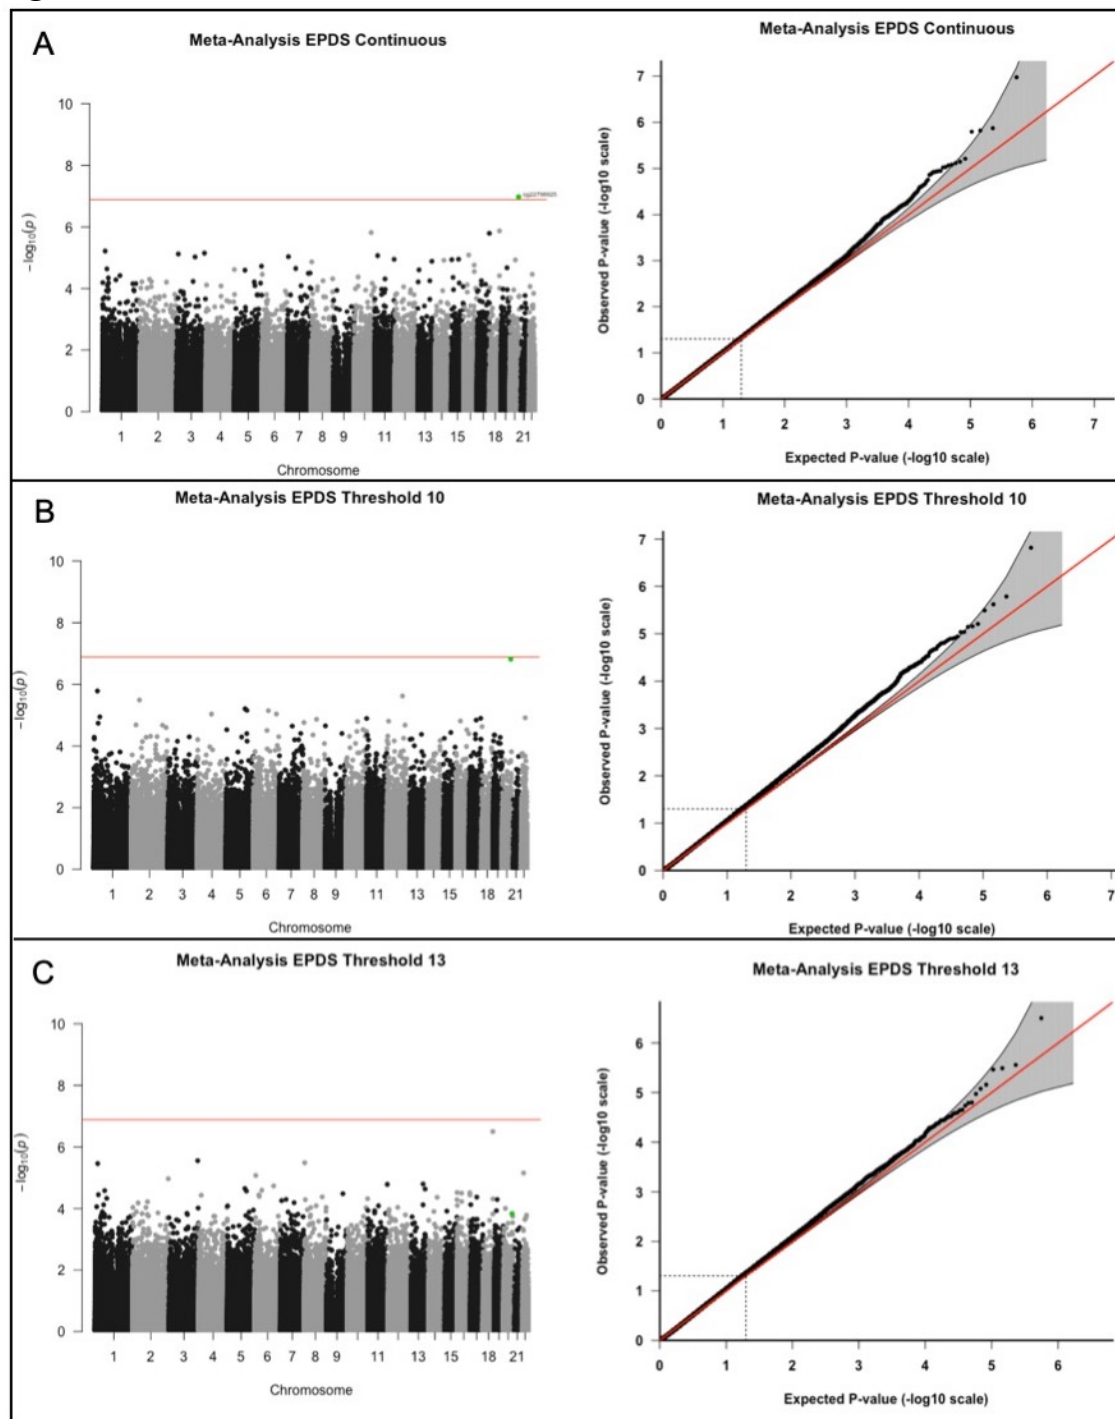 A
Meta-Analysis EPDS Continuous
10
8
6
4
2
0
−log10(p)
1 2 3 4 5 6 7 8 9 11 13 15 18 21
Chromosome
Meta-Analysis EPDS Continuous
7
6
5
4
3
2
1
0
Observed P-value (-log10 scale)
0 1 2 3 4 5 6 7
Expected P-value (-log10 scale)
B
Meta-Analysis EPDS Threshold 10
10
8
6
4
2
0
−log10(p)
1 2 3 4 5 6 7 8 9 11 13 15 18 21
Chromosome
Meta-Analysis EPDS Threshold 10
7
6
5
4
3
2
1
0
Observed P-value (-log10 scale)
0 1 2 3 4 5 6 7
Expected P-value (-log10 scale)
C
Meta-Analysis EPDS Threshold 13
10
8
6
4
2
0
−log10(p)
1 2 3 4 5 6 7 8 9 11 13 15 18 21
Chromosome
Meta-Analysis EPDS Threshold 13
6
5
4
3
2
1
0
Observed P-value (-log10 scale)
0 1 2 3 4 5 6
Expected P-value (-log10 scale)